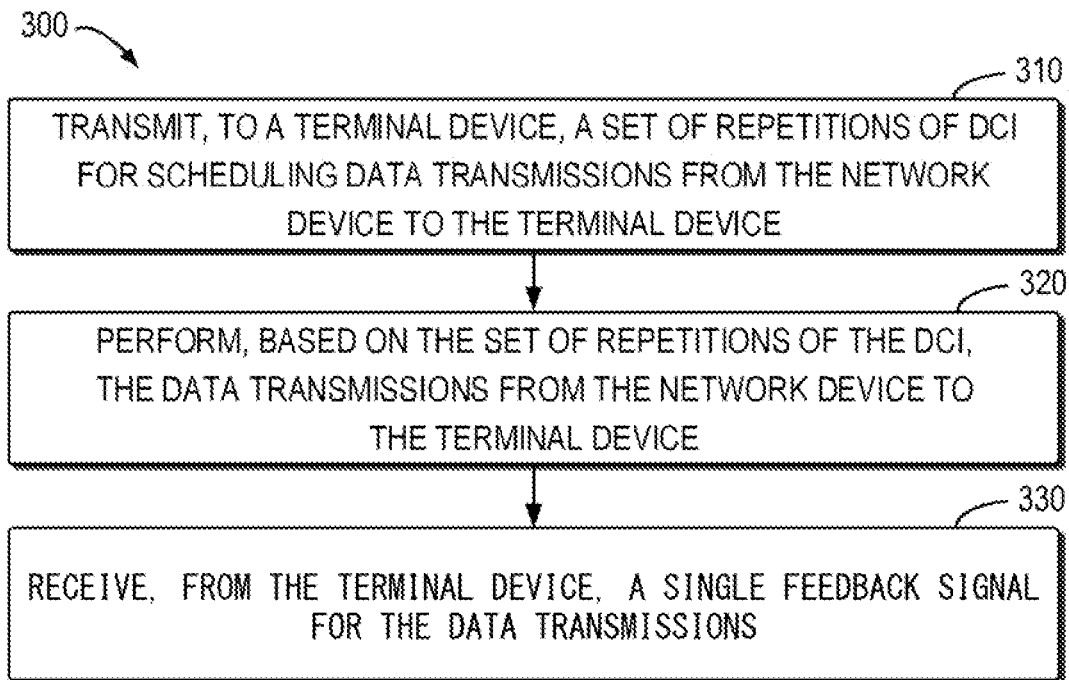 300
310
TRANSMIT, TO A TERMINAL DEVICE, A SET OF REPETITIONS OF DCI
FOR SCHEDULING DATA TRANSMISSIONS FROM THE NETWORK
DEVICE TO THE TERMINAL DEVICE
320
PERFORM, BASED ON THE SET OF REPETITIONS OF THE DCI,
THE DATA TRANSMISSIONS FROM THE NETWORK DEVICE TO
THE TERMINAL DEVICE
330
RECEIVE, FROM THE TERMINAL DEVICE, A SINGLE FEEDBACK SIGNAL
FOR THE DATA TRANSMISSIONS